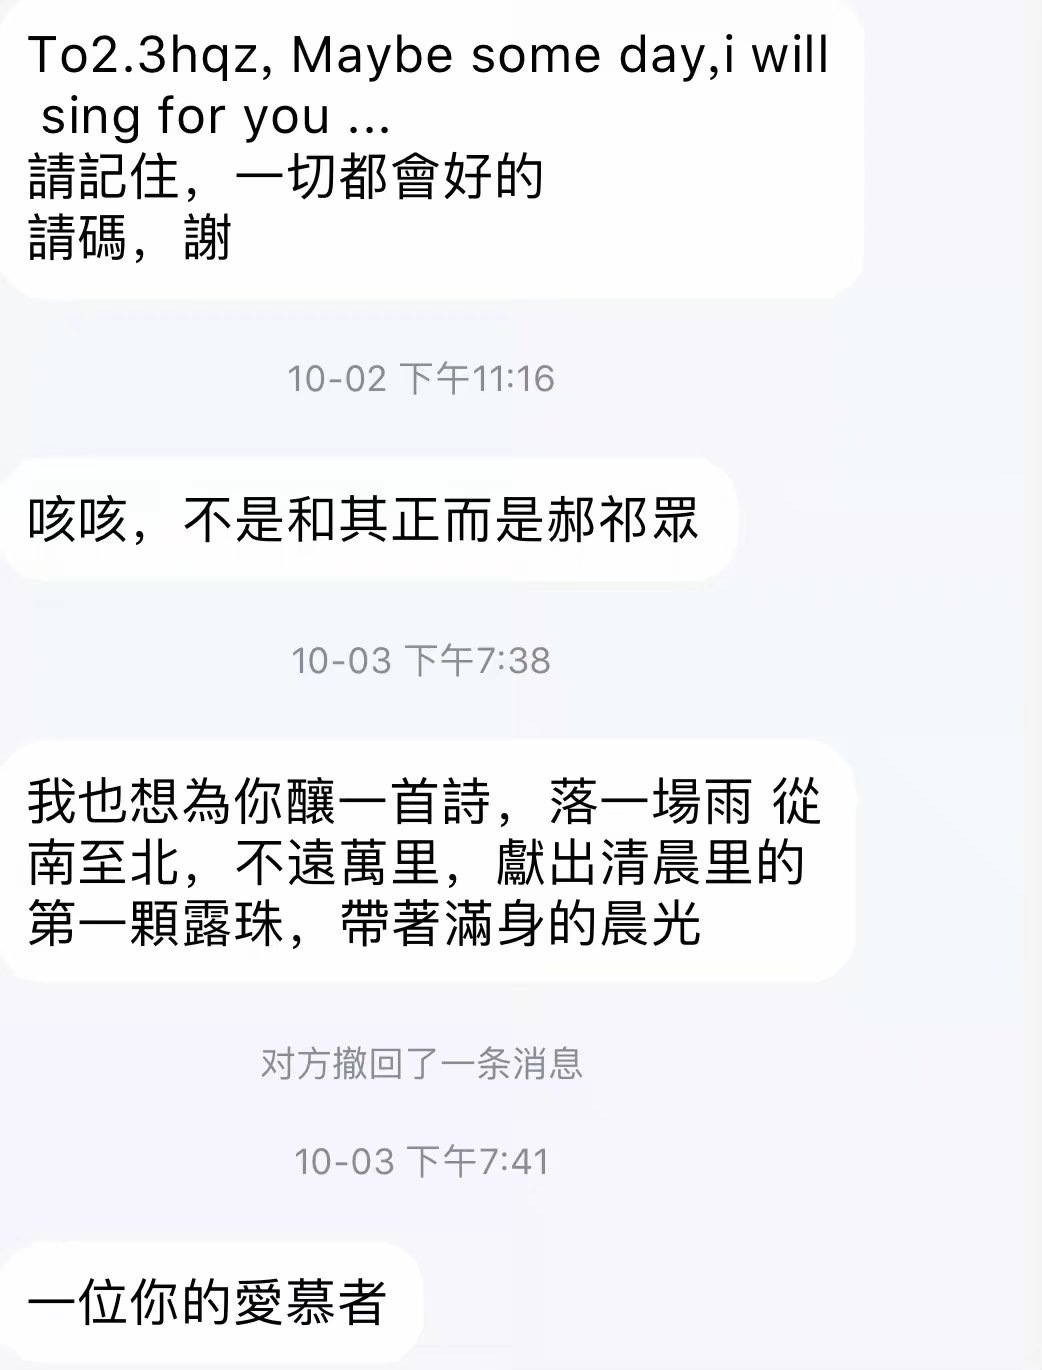 To2.3hqz, Maybe some day,i will
sing for you ...
請記住，一切都會好的
請碼，謝
10-02 下午11:16
咳咳，不是和其正而是郝祁眾
10-03 下午7:38
我也想為你釀一首詩，落一場雨 從
南至北，不遠萬里，獻出清晨里的
第一顆露珠，帶著滿身的晨光
对方撤回了一条消息
10-03 下午7:41
一位你的愛慕者